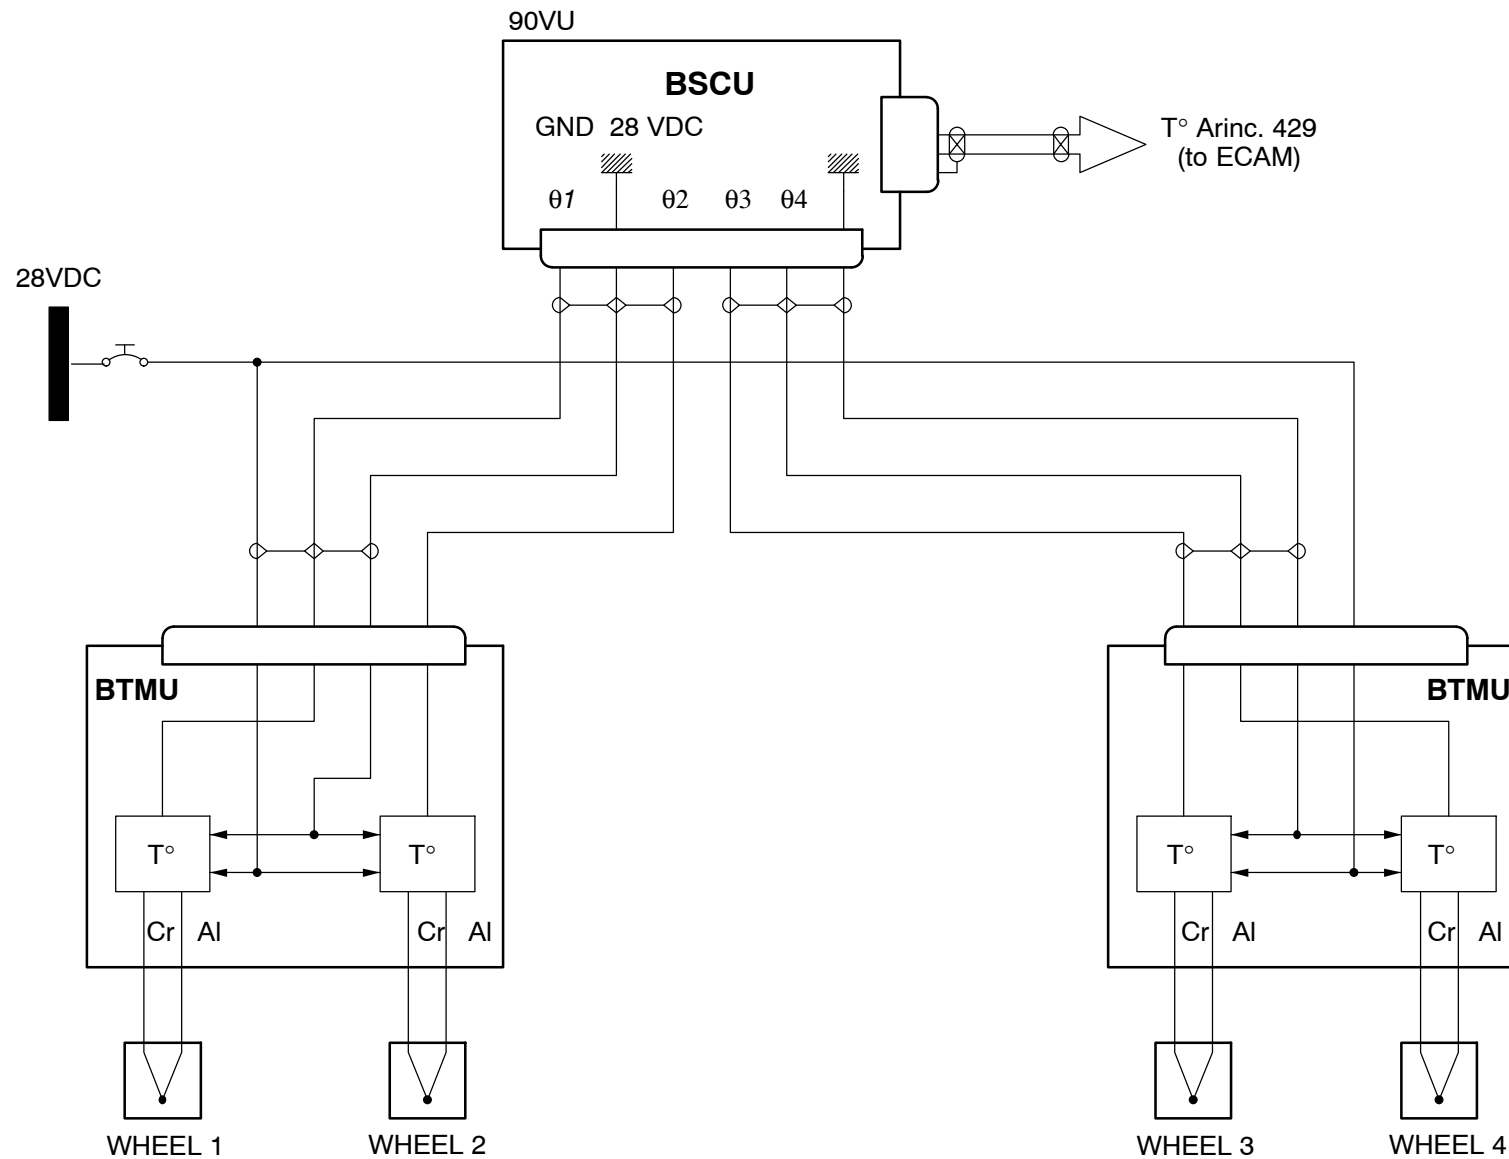 90VU
BSCU
GND 28 VDC
T° Arinc. 429
(to ECAM)
θ1 θ2 θ3 θ4
28VDC
BTMU BTMU
T° T° T° T°
Cr Al Cr Al Cr Al Cr Al
WHEEL 1 WHEEL 2 WHEEL 3 WHEEL 4